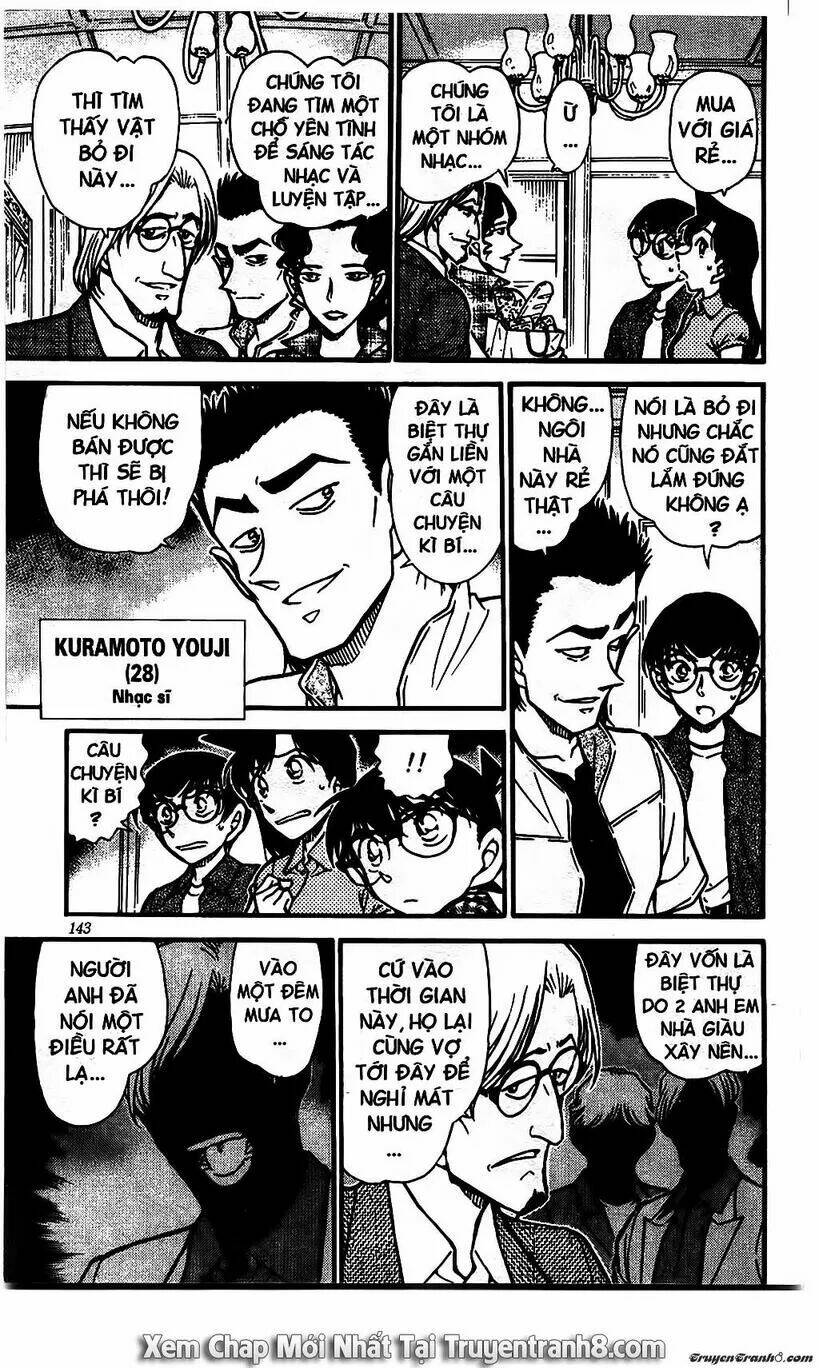 MUA
VỚI GIÁ
RẺ...
Ừ
...
CHÚNG
TÔI LÀ
MỘT NHÓM
NHẠC...
CHÚNG TÔI
ĐANG TÌM MỘT
CHỖ YÊN TĨNH
ĐỂ SÁNG TÁC
NHẠC VÀ
LUYỆN TẬP...
THÌ TÌM
THẤY VẬT
BỎ ĐI
NÀY...
NÓI LÀ BỎ ĐI
NHƯNG CHẮC
NÓ CŨNG ĐẮT
LẮM ĐÚNG
KHÔNG Ạ
?
KHÔNG...
NGÔI
NHÀ
NÀY RẺ
THẬT
...
ĐÂY LÀ
BIỆT THỰ
GẮN LIỀN
VỚI MỘT
CÂU
CHUYỆN
KÌ BÍ...
NẾU KHÔNG
BÁN ĐƯỢC
THÌ SẼ BỊ
PHÁ THÔI!
KURAMOTO YOUJI
(28)
Nhạc sĩ
!!
CÂU
CHUYỆN
KÌ BÍ
?
143
ĐÂY VỐN LÀ
BIỆT THỰ
DO 2 ANH EM
NHÀ GIÀU
XÂY NÊN...
CỨ VÀO
THỜI GIAN
NÀY, HỌ LẠI
CÙNG VỢ
TỚI ĐÂY ĐỂ
NGHỈ MÁT
NHƯNG
...
VÀO
MỘT ĐÊM
MƯA TO
...
NGƯỜI
ANH ĐÃ
NÓI MỘT
ĐIỀU RẤT
LẠ...
Xem Chap Mới Nhất Tại Truyentranh8.com
TruyenTranh8.com